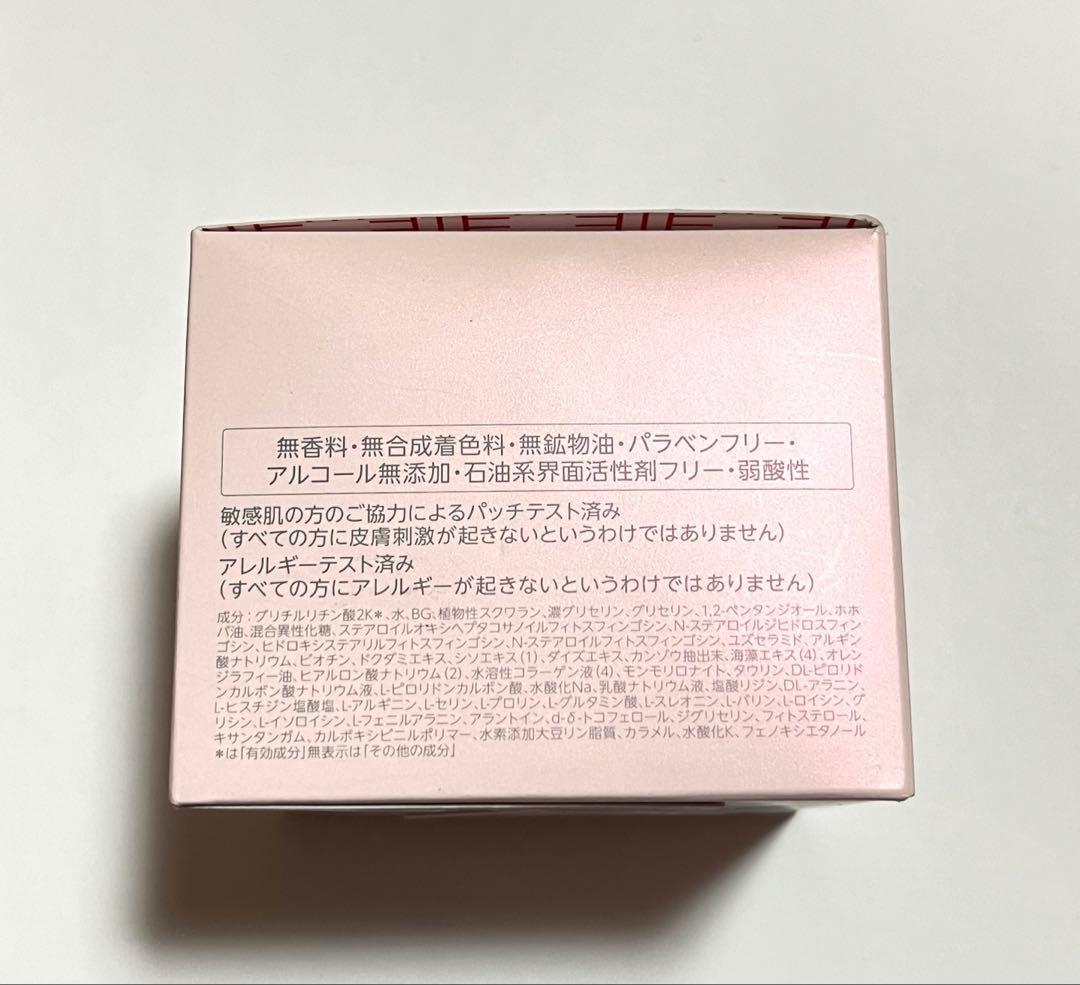 無香料・無合成着色料・無鉱物油・パラベンフリー・
アルコール無添加・石油系界面活性剤フリー・弱酸性
敏感肌の方のご協力によるパッチテスト済み
(すべての方に皮膚刺激が起きないというわけではありません)
アレルギーテスト済み
(すべての方にアレルギーが起きないというわけではありません)
成分：グリチルリチン酸2K*、水、BG、植物性スクワラン、濃グリセリン、グリセリン、1,2-ペンタンジオール、ホホ
バ油、混合異性化糖、ステアロイルオキシヘプタコサノイルフィトスフィンゴシン、N-ステアロイルジヒドロスフィン
ゴシン、ヒドロキシステアリルフィトスフィンゴシン、N-ステアロイルフィトスフィンゴシン、ユズセラミド、アルギン
酸ナトリウム、ビオチン、ドクダミエキス、シソエキス(1)、ダイズエキス、カンゾウ抽出末、海藻エキス(4)、オレン
ジラフィー油、ヒアルロン酸ナトリウム(2)、水溶性コラーゲン液(4)、モンモリロナイト、タウリン、DL-ピロリド
ンカルボン酸ナトリウム液、L-ピロリドンカルボン酸、水酸化Na、乳酸ナトリウム液、塩酸リジン、DL-アラニン、
L-ヒスチジン塩酸塩、L-アルギニン、L-セリン、L-プロリン、L-グルタミン酸、L-スレオニン、L-バリン、L-ロイシン、グ
リシン、L-イソロイシン、L-フェニルアラニン、アラントイン、d-δ-トコフェロール、ジグリセリン、フィトステロール、
キサンタンガム、カルボキシビニルポリマー、水素添加大豆リン脂質、カラメル、水酸化K、フェノキシエタノール
*は「有効成分」無表示は「その他の成分」